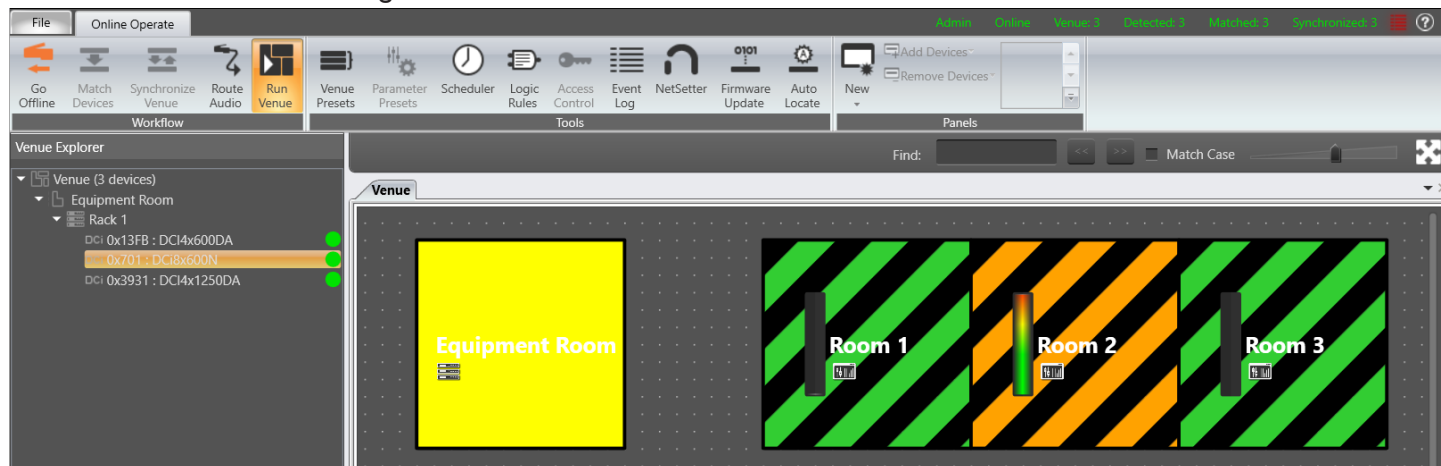 File Online Operate Admin Online Venue: 3 Detected: 3 Matched: 3 Synchronized: 3 ?
0101
Go Offline Match Devices Synchronize Venue Route Audio Run Venue Venue Presets Parameter Presets Scheduler Logic Rules Access Control Event Log NetSetter Firmware Update Auto Locate New Add Devices Remove Devices
Workflow Tools Panels
Venue Explorer
Find: << >> Match Case
Venue (3 devices)
Equipment Room
Rack 1
DCi 0x13FB : DCI4x600DA
0x701 : DCi8x600N
DCi 0x3931 : DCI4x1250DA
Venue
Equipment Room Room 1 Room 2 Room 3